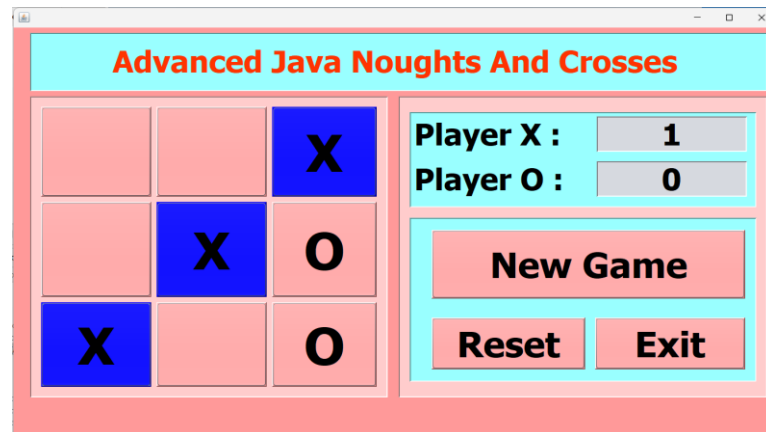 Advanced Java Noughts And Crosses
X
X O
X O
Player X : 1
Player O : 0
New Game
Reset Exit